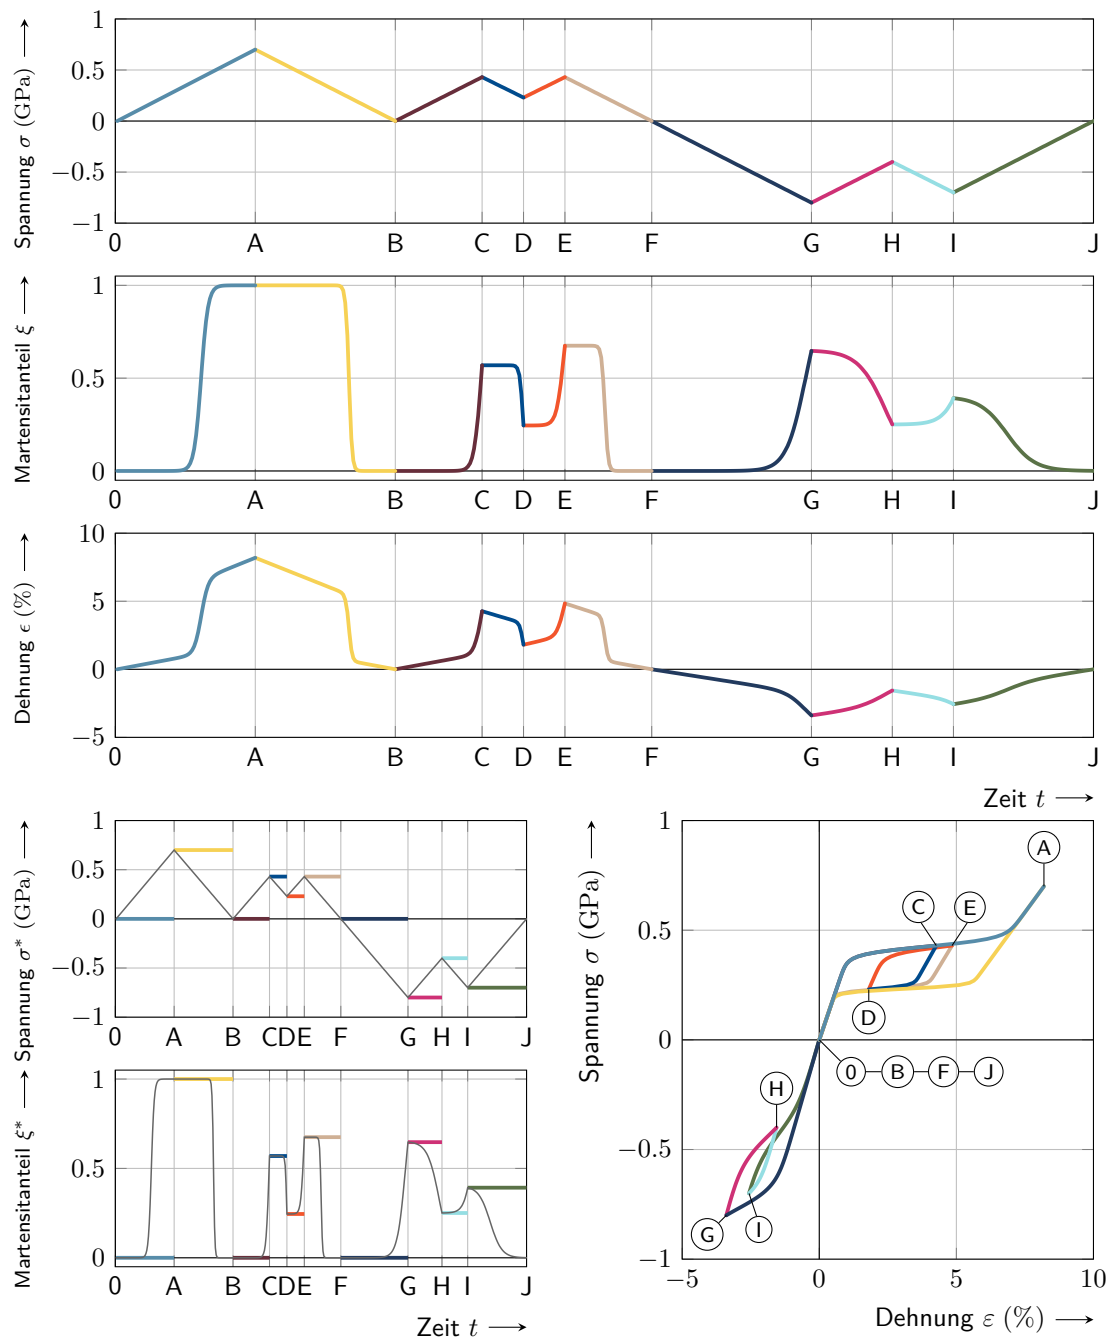 Spannung σ (GPa)
1
0.5
0
−0.5
−1
0 A B C D E F G H I J
Martensitanteil ξ
1
0.5
0
0 A B C D E F G H I J
Dehnung ϵ (%)
10
5
0
−5
0 A B C D E F G H I J
Zeit t
Spannung σ*(GPa)
1
0.5
0
−0.5
−1
0 A B C D E F G H I J
Martensitanteil ξ*
1
0.5
0
0 A B C D E F G H I J
Zeit t
Spannung σ (GPa)
1
0.5
0
−0.5
−1
A
C E
D
0 B F J
H
G I
−5 0 5 10
Dehnung ε (%)